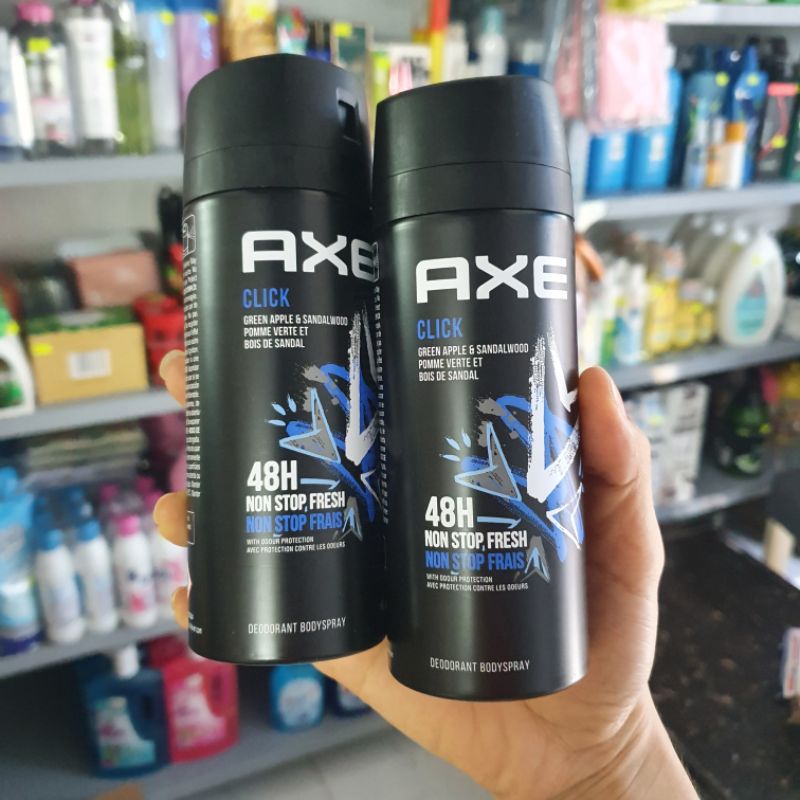 AXE
CLICK
GREEN APPLE & SANDALWOOD
POMME VERTE ET
BOIS DE SANDAL
48H
NON STOP FRESH
NON STOP FRAIS
WITH ODOUR PROTECTION
AVEC PROTECTION CONTRE LES ODEURS
DEODORANT BODYSPRAY
AXE
CLICK
GREEN APPLE & SANDALWOOD
POMME VERTE ET
BOIS DE SANDAL
48H
NON STOP FRESH
NON STOP FRAIS
WITH ODOUR PROTECTION
AVEC PROTECTION CONTRE LES ODEURS
DEODORANT BODYSPRAY